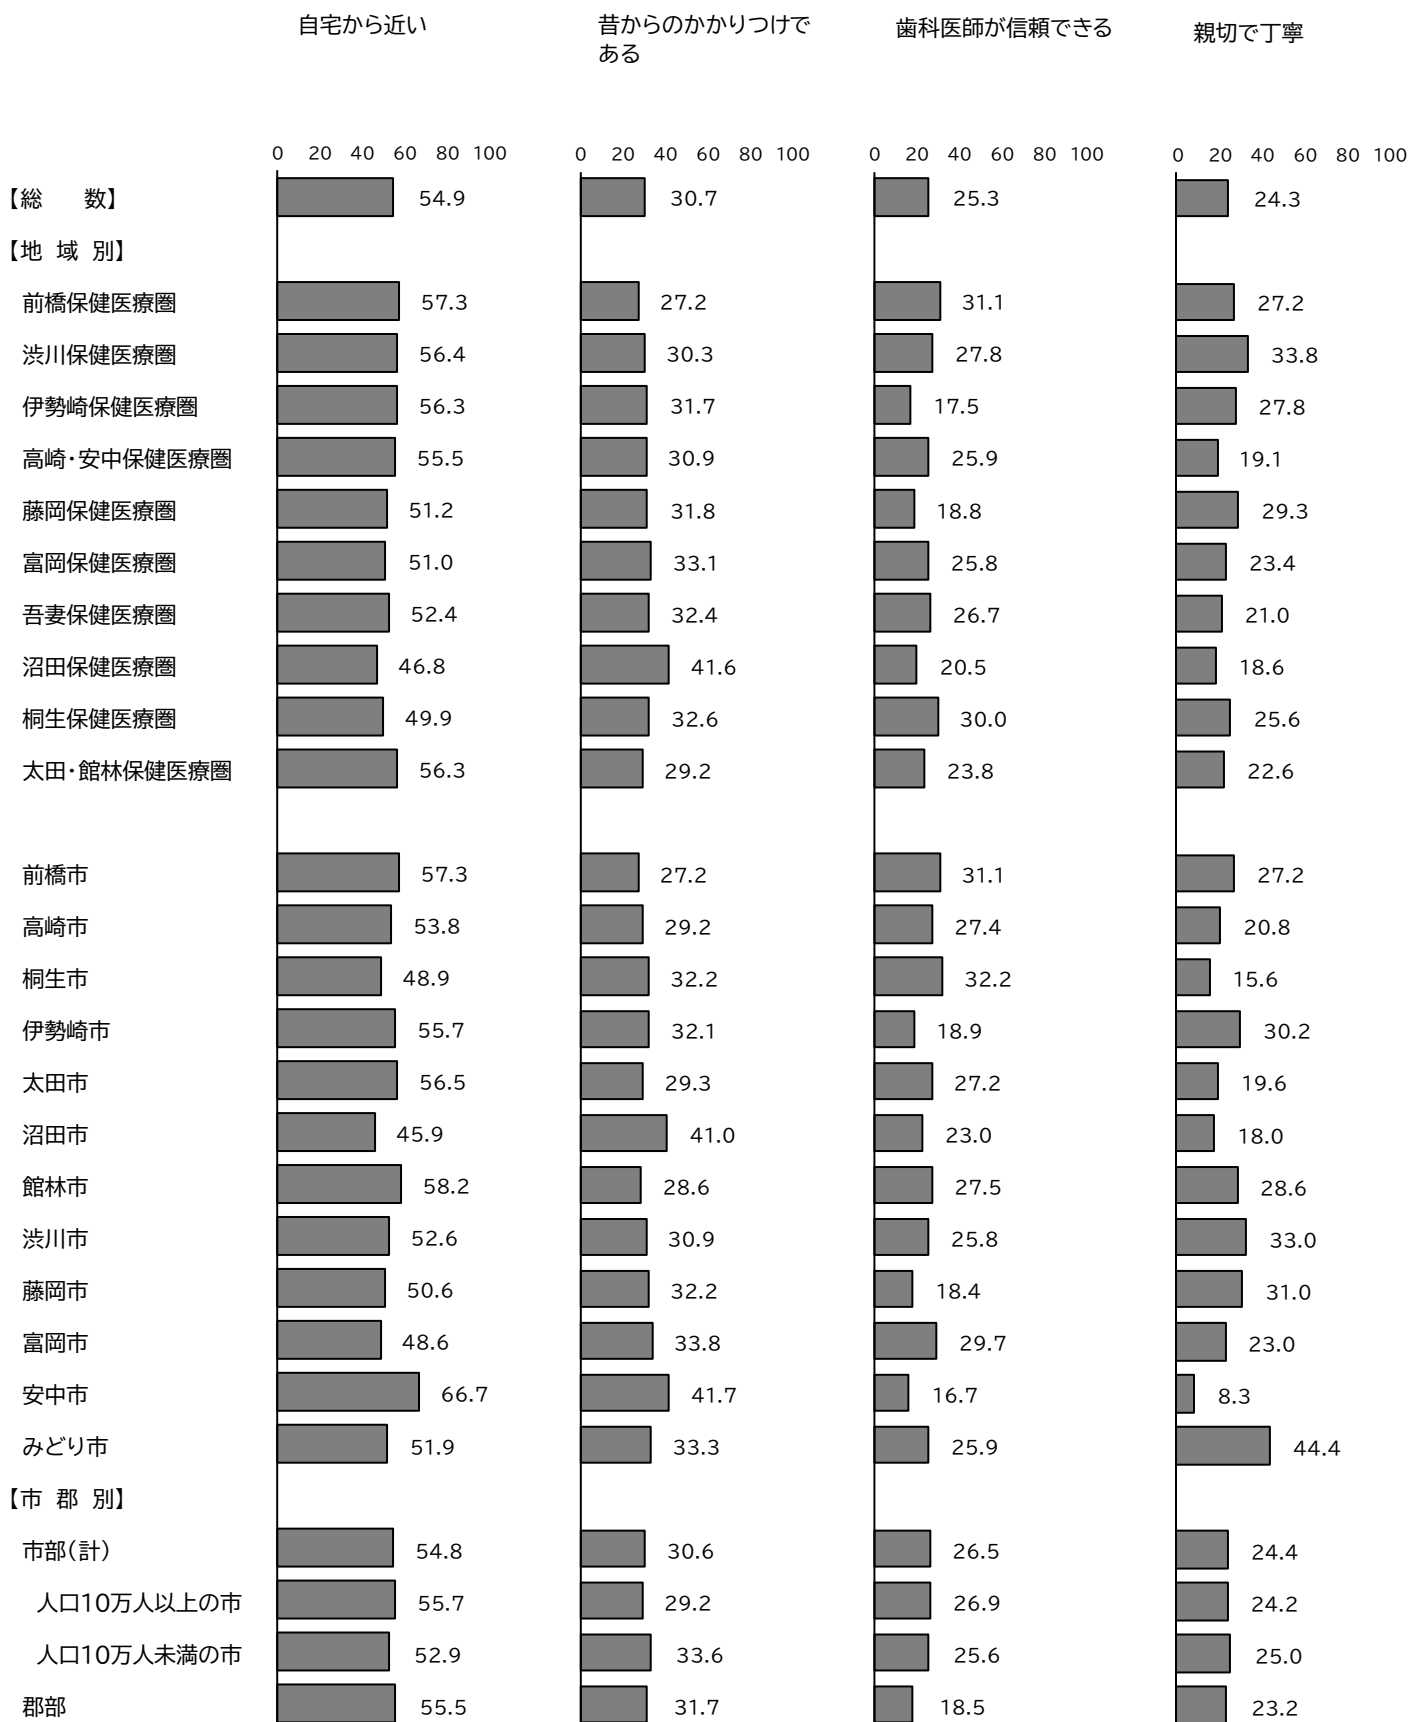 自宅から近い 昔からのかかりつけで 歯科医師が信頼できる 親切で丁寧
ある
0 20 40 60 80 100 0 20 40 60 80 100 0 20 40 60 80 100 0 20 40 60 80 100
【総　数】 54.9 30.7 25.3 24.3
【地 域 別】
前橋保健医療圏 57.3 27.2 31.1 27.2
渋川保健医療圏 56.4 30.3 27.8 33.8
伊勢崎保健医療圏 56.3 31.7 17.5 27.8
高崎・安中保健医療圏 55.5 30.9 25.9 19.1
藤岡保健医療圏 51.2 31.8 18.8 29.3
富岡保健医療圏 51.0 33.1 25.8 23.4
吾妻保健医療圏 52.4 32.4 26.7 21.0
沼田保健医療圏 46.8 41.6 20.5 18.6
桐生保健医療圏 49.9 32.6 30.0 25.6
太田・館林保健医療圏 56.3 29.2 23.8 22.6
前橋市 57.3 27.2 31.1 27.2
高崎市 53.8 29.2 27.4 20.8
桐生市 48.9 32.2 32.2 15.6
伊勢崎市 55.7 32.1 18.9 30.2
太田市 56.5 29.3 27.2 19.6
沼田市 45.9 41.0 23.0 18.0
館林市 58.2 28.6 27.5 28.6
渋川市 52.6 30.9 25.8 33.0
藤岡市 50.6 32.2 18.4 31.0
富岡市 48.6 33.8 29.7 23.0
安中市 66.7 41.7 16.7 8.3
みどり市 51.9 33.3 25.9 44.4
【市 郡 別】
市部(計) 54.8 30.6 26.5 24.4
人口10万人以上の市 55.7 29.2 26.9 24.2
人口10万人未満の市 52.9 33.6 25.6 25.0
郡部 55.5 31.7 18.5 23.2